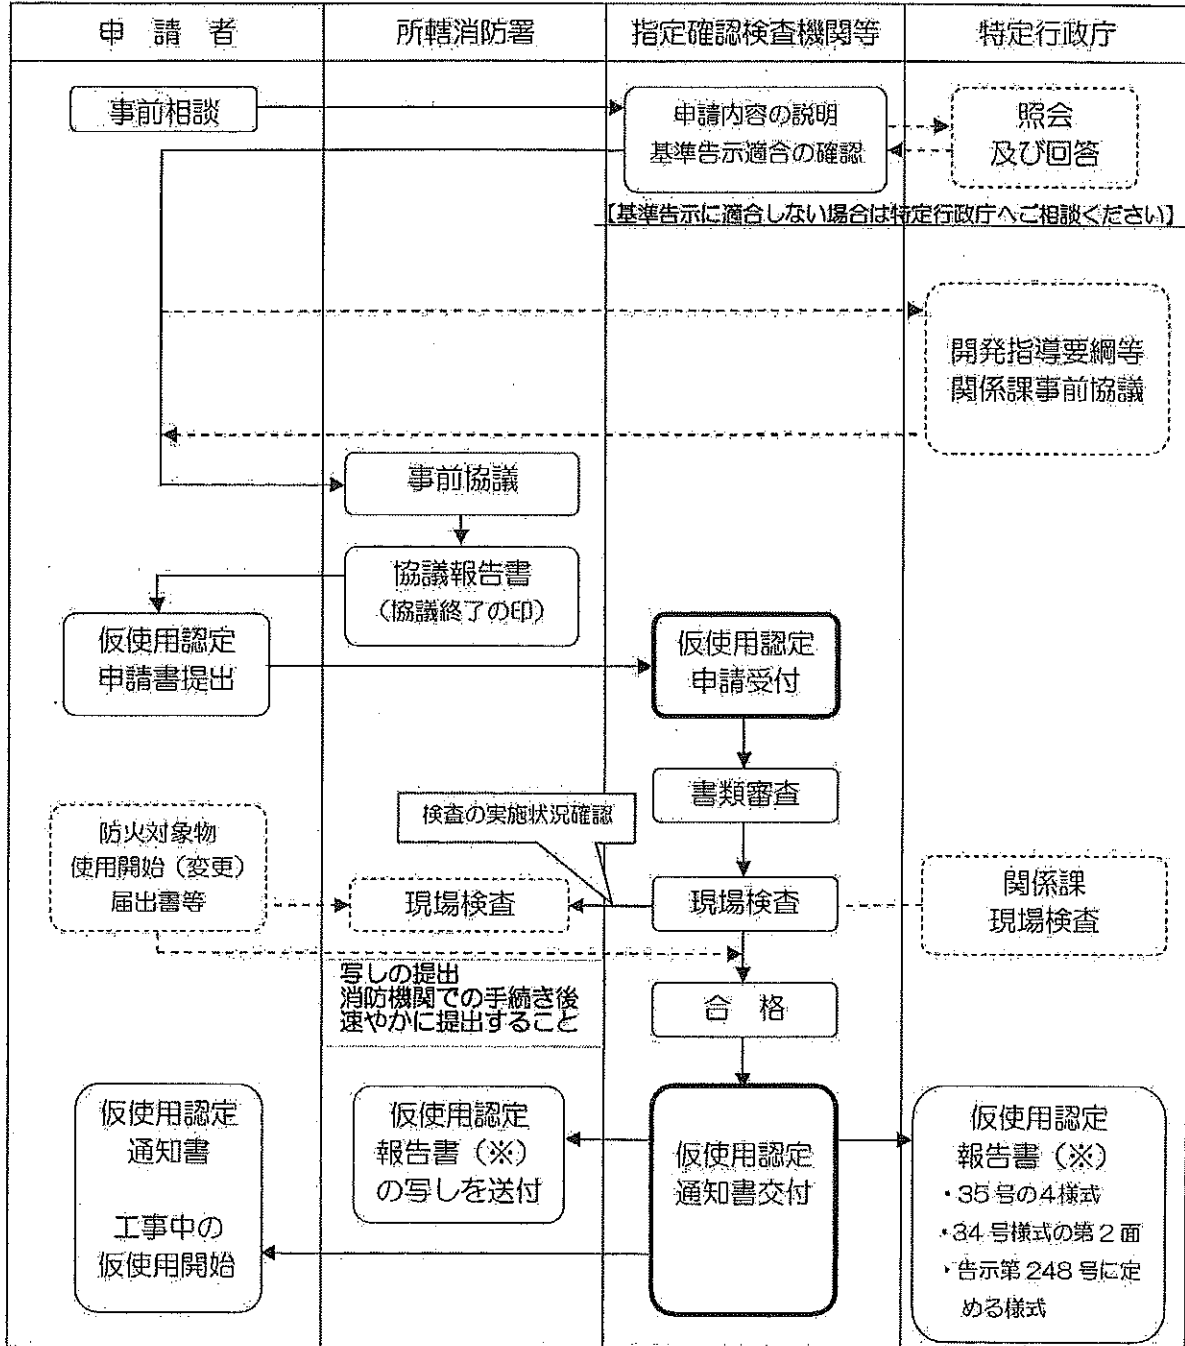 申請者
所轄消防署
指定確認検査機関等
特定行政庁
事前相談
申請内容の説明
基準告示適合の確認
照会
及び回答
【基準告示に適合しない場合は特定行政庁へご相談ください】
開発指導要綱等
関係課事前協議
事前協議
協議報告書
（協議終了の印）
仮使用認定
申請書提出
仮使用認定
申請受付
書類審査
検査の実施状況確認
防火対象物
使用開始（変更）
届出書等
現場検査
現場検査
関係課
現場検査
写しの提出
消防機関での手続き後
速やかに提出すること
合格
仮使用認定
通知書
工事中の
仮使用開始
仮使用認定
報告書（※）
の写しを送付
仮使用認定
通知書交付
仮使用認定
報告書（※）
・35号の4様式
・34号様式の第2面
・告示第248号に定
める様式